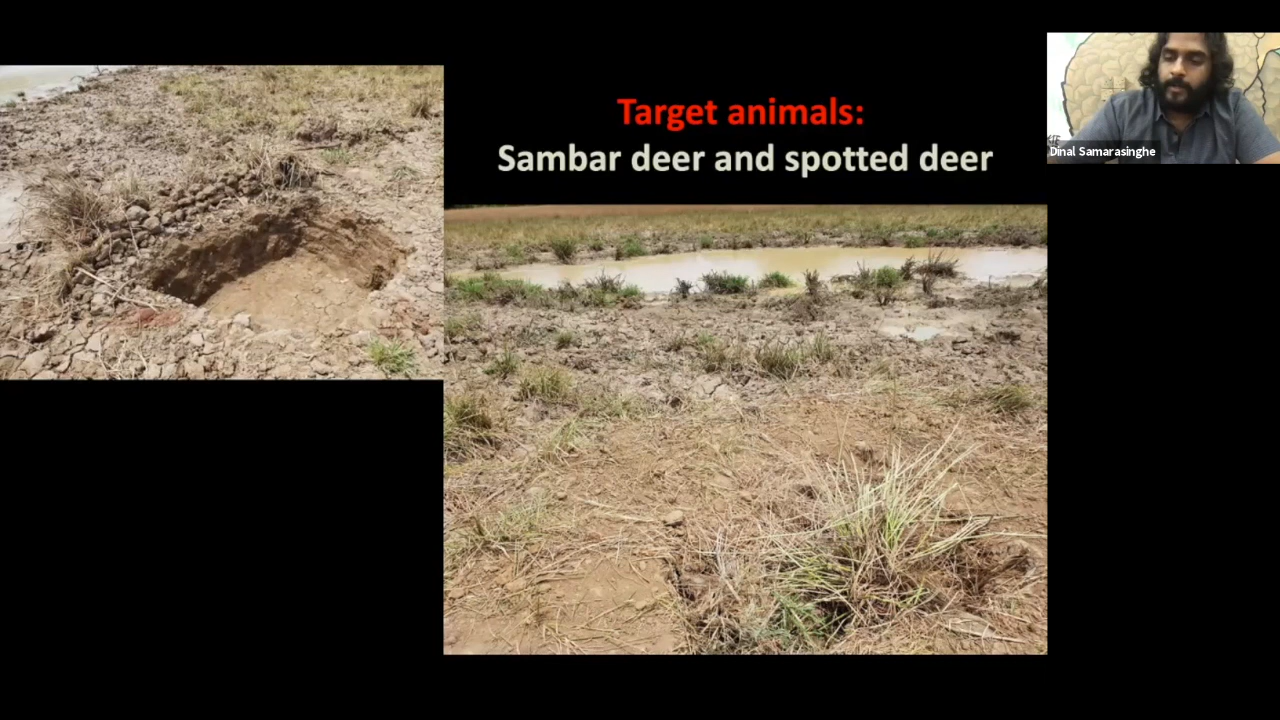 Target animals:
Sambar deer and spotted deer
Dinal Samarasinghe